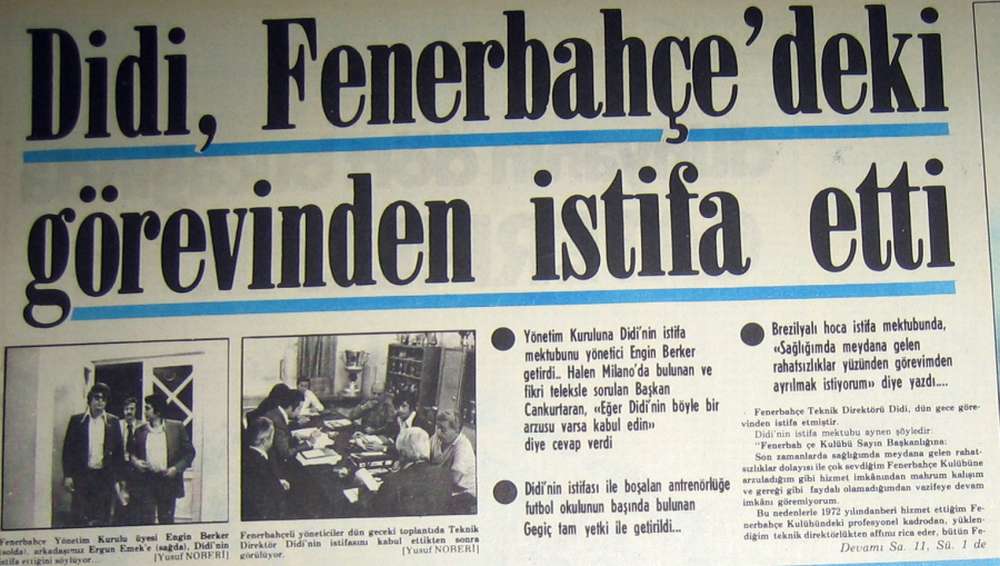 Didi, Fenerbahçe'deki
görevinden istifa etti
Yönetim Kuruluna Didi'nin istifa
mektubunu yönetici Engin Berker
getirdi.. Halen Milano'da bulunan ve
fikri teleksle sorulan Başkan
Cankurtaran, «Eğer Didi'nin böyle bir
arzusu varsa kabul edin»
diye cevap verdi
Didi'nin istifası ile boşalan antrenörlüğe
futbol okulunun başında bulunan
Gegiç tam yetki ile getirildi...
Brezilyalı hoca istifa mektubunda,
«Sağlığımda meydana gelen
rahatsızlıklar yüzünden görevimden
ayrılmak istiyorum» diye yazdı....
Fenerbahçe Teknik Direktörü Didi, dün gece göre-
vinden istifa etmiştir.
Didi'nin istifa mektubu aynen şöyledir:
"Fenerbah çe Kulübü Sayın Başkanlığına:
Son zamanlarda sağlığımda meydana gelen rahat-
sızlıklar dolayısı ile çok sevdiğim Fenerbahçe Kulübüne
arzuladığım gibi hizmet imkânından mahrum kalışım
ve gereği gibi faydalı olamadığımdan vazifeye devam
imkânı göremiyorum.
Bu nedenlerle 1972 yılındanberi hizmet ettiğim Fe-
nerbahçe Kulübündeki profesyonel kadrodan, yüklen-
diğim teknik direktörlükten affımı rica eder, bütün Fe-
Devamı Sa. 11, Sü. 1 de
Fenerbahçe Yönetim Kurulu üyesi Engin Berker
(solda), arkadaşımız Ergun Emek'e (sağda), Didi'nin
istifa ettiğini söylüyor... [Yusuf NOBERİ]
Fenerbahçeli yöneticiler dün geceki toplantıda Teknik
Direktör Didi'nin istifasını kabul ettikten sonra
görülüyor. [Yusuf NOBERİ]